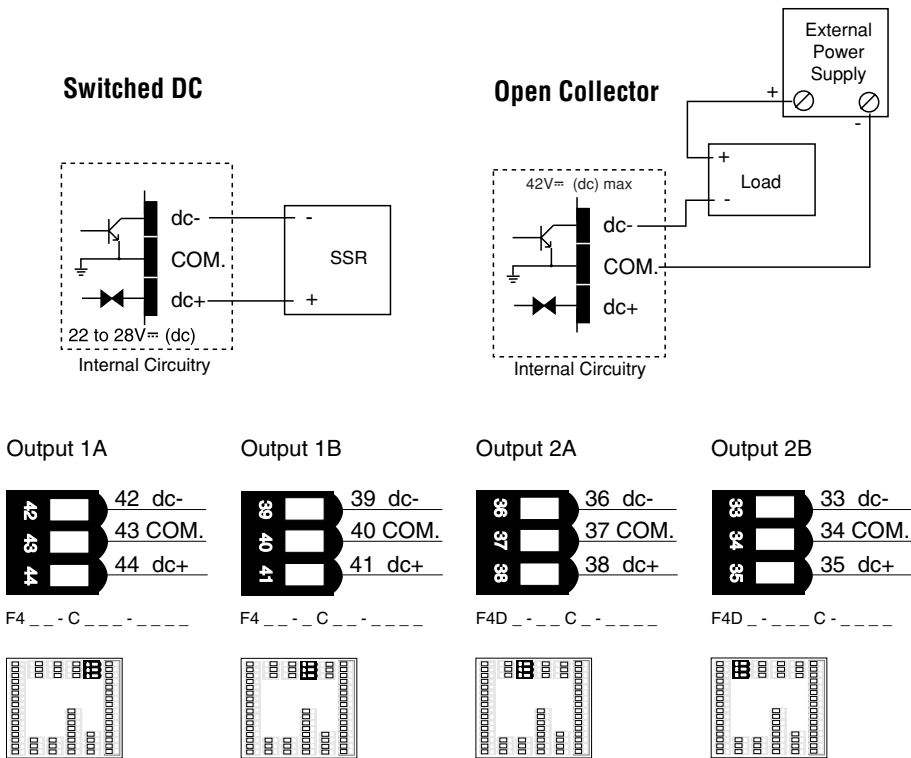 Switched DC
dc-
COM.
dc+
-
SSR
+
22 to 28V⎓ (dc)
Internal Circuitry
Open Collector
External
Power
Supply
+
-
+
Load
-
42V⎓ (dc) max
dc-
COM.
dc+
Internal Circuitry
Output 1A
42
43
44
42 dc-
43 COM.
44 dc+
F4 _ _ - C _ _ _ - _ _ _ _
Output 1B
39
40
41
39 dc-
40 COM.
41 dc+
F4 _ _ - _ C _ _ - _ _ _ _
Output 2A
36
37
38
36 dc-
37 COM.
38 dc+
F4D _ - _ _ C _ - _ _ _ _
Output 2B
33
34
35
33 dc-
34 COM.
35 dc+
F4D _ - _ _ _ C - _ _ _ _